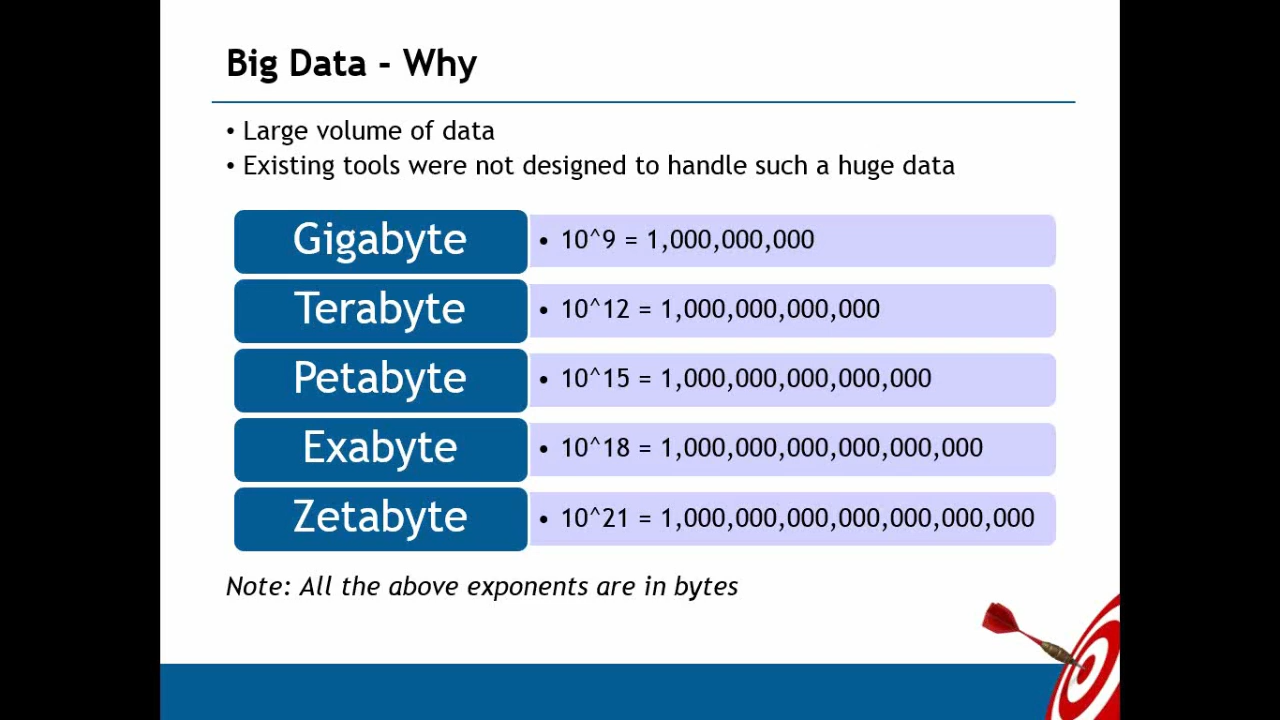 Big Data - Why
• Large volume of data
• Existing tools were not designed to handle such a huge data
Gigabyte
• 10^9 = 1,000,000,000
Terabyte
• 10^12 = 1,000,000,000,000
Petabyte
• 10^15 = 1,000,000,000,000,000
Exabyte
• 10^18 = 1,000,000,000,000,000,000
Zetabyte
• 10^21 = 1,000,000,000,000,000,000,000
Note: All the above exponents are in bytes